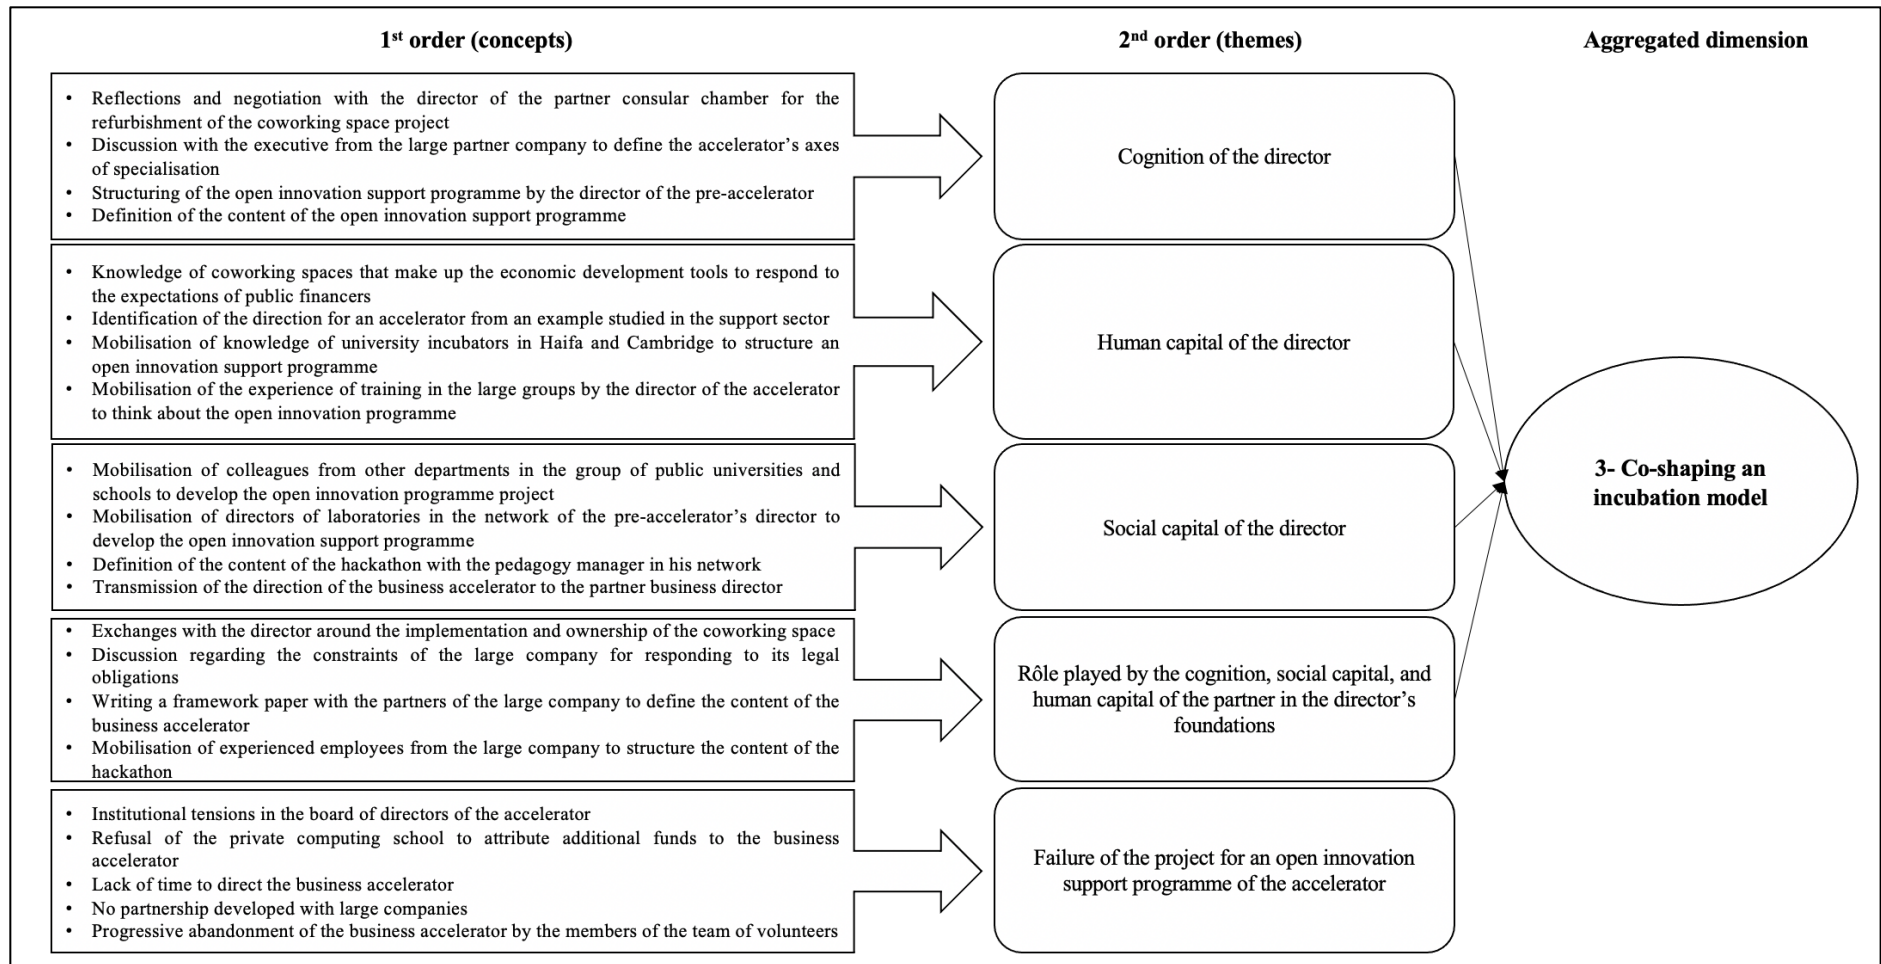 1st order (concepts)
2nd order (themes)
Aggregated dimension
• Reflections and negotiation with the director of the partner consular chamber for the
refurbishment of the coworking space project
• Discussion with the executive from the large partner company to define the accelerator's axes
of specialisation
• Structuring of the open innovation support programme by the director of the pre-accelerator
• Definition of the content of the open innovation support programme
Cognition of the director
• Knowledge of coworking spaces that make up the economic development tools to respond to
the expectations of public financers
• Identification of the direction for an accelerator from an example studied in the support sector
• Mobilisation of knowledge of university incubators in Haifa and Cambridge to structure an
open innovation support programme
• Mobilisation of the experience of training in the large groups by the director of the accelerator
to think about the open innovation programme
Human capital of the director
• Mobilisation of colleagues from other departments in the group of public universities and
schools to develop the open innovation programme project
• Mobilisation of directors of laboratories in the network of the pre-accelerator's director to
develop the open innovation support programme
• Definition of the content of the hackathon with the pedagogy manager in his network
• Transmission of the direction of the business accelerator to the partner business director
Social capital of the director
• Exchanges with the director around the implementation and ownership of the coworking space
• Discussion regarding the constraints of the large company for responding to its legal
obligations
• Writing a framework paper with the partners of the large company to define the content of the
business accelerator
• Mobilisation of experienced employees from the large company to structure the content of the
hackathon
Rôle played by the cognition, social capital, and
human capital of the partner in the director's
foundations
• Institutional tensions in the board of directors of the accelerator
• Refusal of the private computing school to attribute additional funds to the business
accelerator
• Lack of time to direct the business accelerator
• No partnership developed with large companies
• Progressive abandonment of the business accelerator by the members of the team of volunteers
Failure of the project for an open innovation
support programme of the accelerator
3- Co-shaping an
incubation model